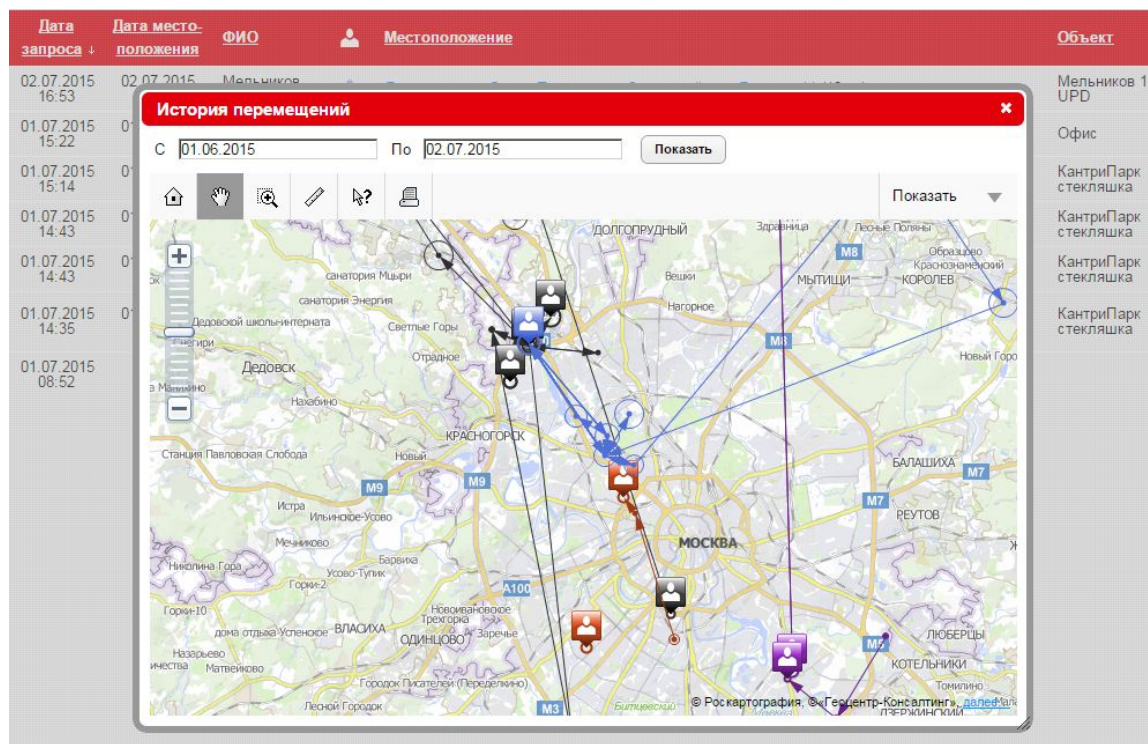 Дата запроса ↓
Дата место-положения
ФИО
Местоположение
Объект
02.07.2015 16:53
02.07.2015
Мельников
Мельников 1 UPD
01.07.2015 15:22
Офис
01.07.2015 15:14
КантриПарк стекляшка
01.07.2015 14:43
КантриПарк стекляшка
01.07.2015 14:43
КантриПарк стекляшка
01.07.2015 14:35
КантриПарк стекляшка
01.07.2015 08:52
История перемещений
С 01.06.2015 По 02.07.2015 Показать
Показать
ДОЛГОПРУДНЫЙ
Здравница
Лесные Поляны
М8
Образцово
Краснознаменский
санатория Мцыри
Вешки
МЫТИЩИ
КОРОЛЕВ
санатория Энергия
Нагорное
Дедовской школы-интерната
Светлые Горы
М8
Снегири
Отрадное
Новый Горо
Дедовск
Нахабино
КРАСНОГОРСК
Станция Павловская Слобода
Новый
БАЛАШИХА
М7
М9
М9
М7
Истра
РЕУТОВ
Ильинское-Усово
Мечниково
МОСКВА
Николина Гора
Барвиха
Усово-Тупик
Горки-2
А100
Горки-10
Новоивановское
Трехгорка
дома отдыха Успенское
ВЛАСИХА
ОДИНЦОВО
Заречье
М5
ЛЮБЕРЦЫ
Назарьево
Матвейково
КОТЕЛЬНИКИ
Городок Писателей (Переделкино)
Томилино
Лесной Городок
М3
Битцевский
© Роскартография, ©«Геоцентр-Консалтинг», далее...
ДЗЕРЖИНСКИЙ